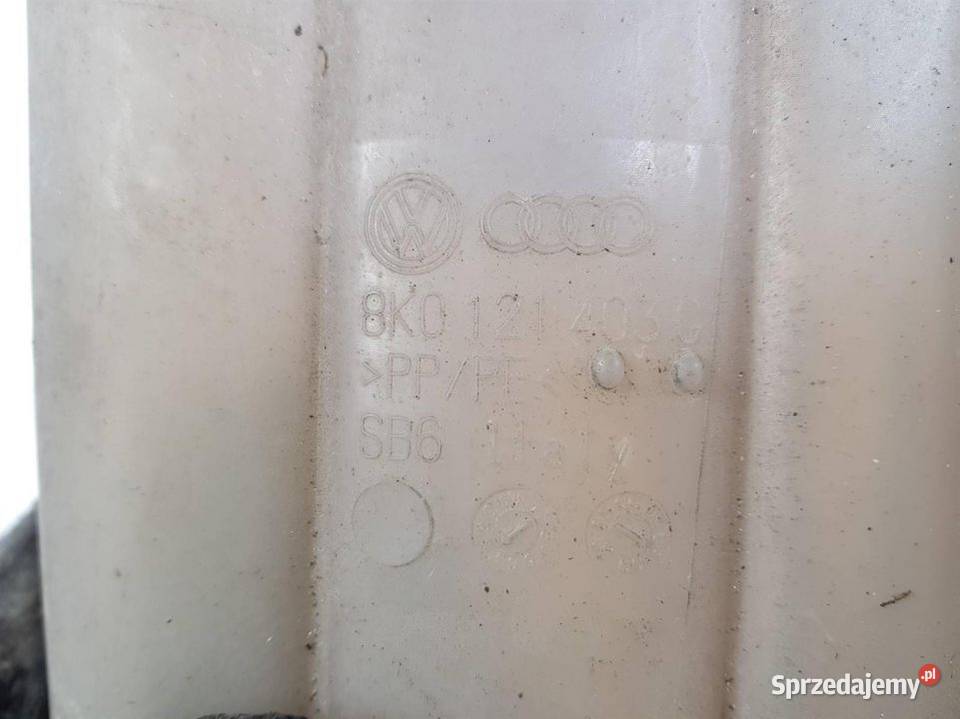 8K0 121 403 C
>PP/PE
SB6
Sprzedajemy.pl